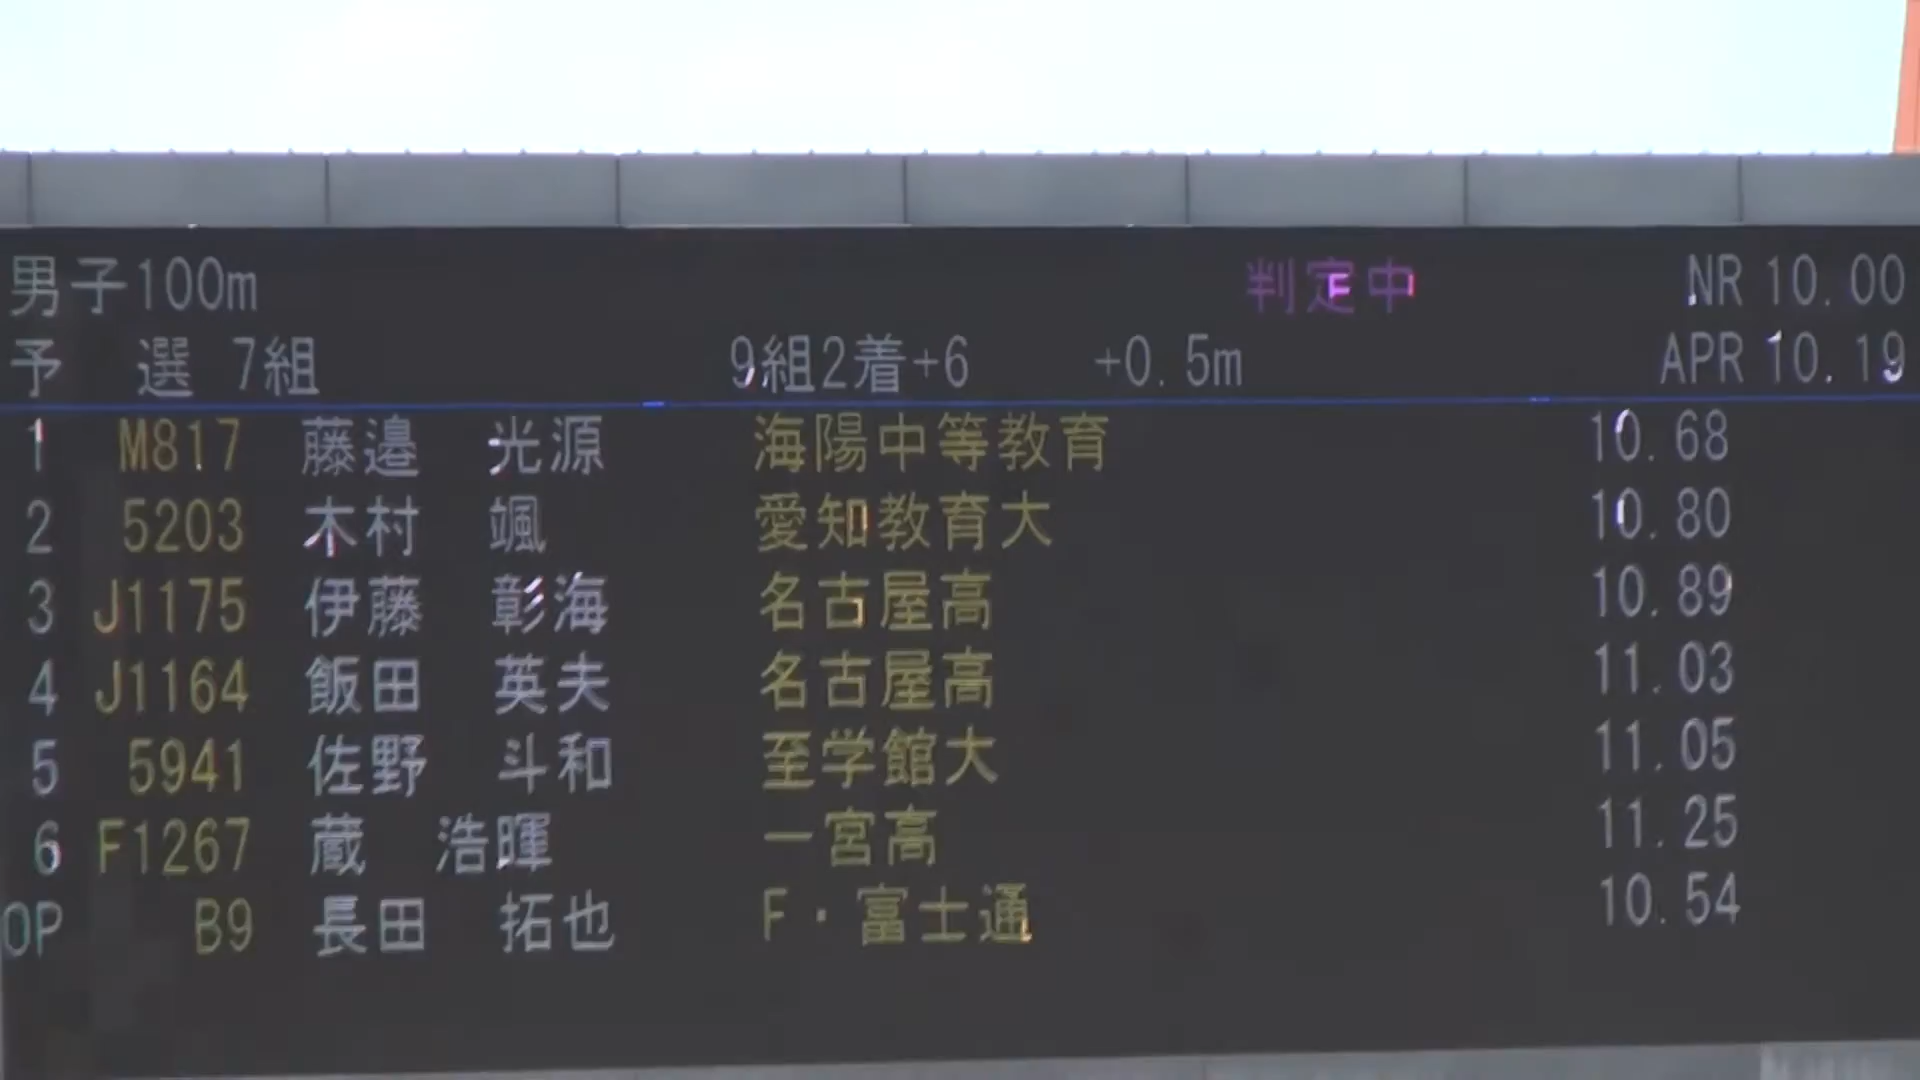 男子100m 判定中 NR 10.00
予 選 7組 9組2着+6 +0.5m APR 10.19
1 M817 藤邉 光源 海陽中等教育 10.68
2 5203 木村 颯 愛知教育大 10.80
3 J1175 伊藤 彰海 名古屋高 10.89
4 J1164 飯田 英夫 名古屋高 11.03
5 5941 佐野 斗和 至学館大 11.05
6 F1267 蔵 浩暉 一宮高 11.25
OP B9 長田 拓也 F・富士通 10.54